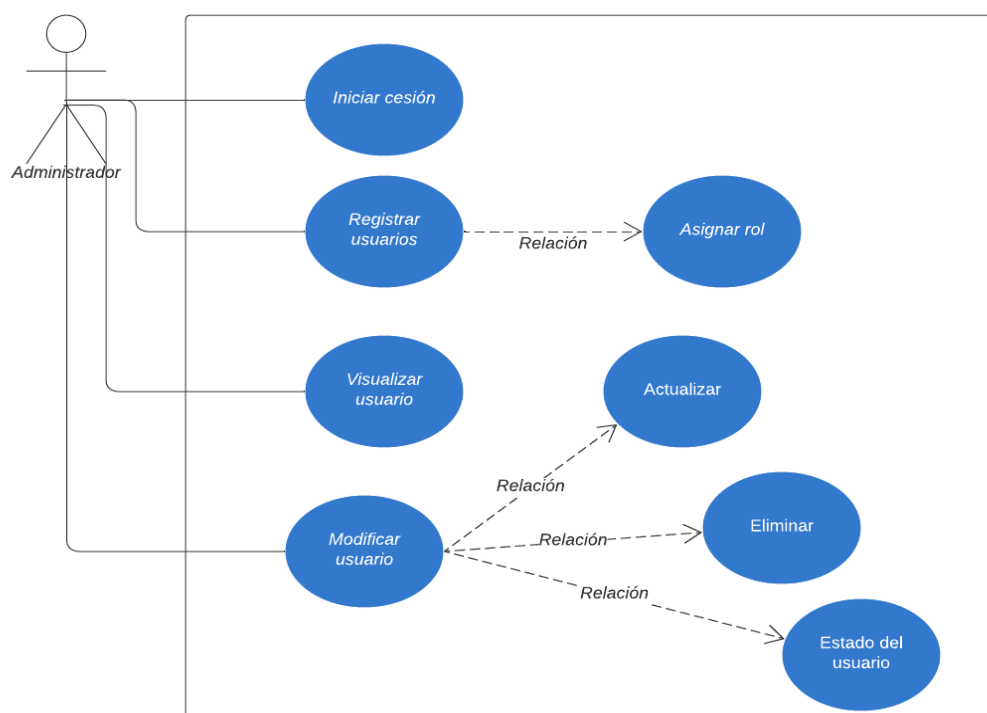 Iniciar cesión
Administrador
Registrar
usuarios
Relación
Asignar rol
Visualizar
usuario
Actualizar
Relación
Modificar
usuario
Relación
Eliminar
Relación
Estado del
usuario